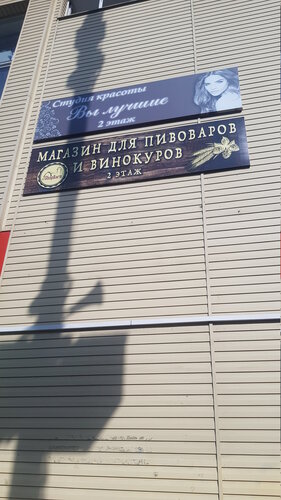 Студия красоты
Вы лучшие
2 этаж
МАГАЗИН ДЛЯ ПИВОВАРОВ
И ВИНОКУРОВ
2 ЭТАЖ